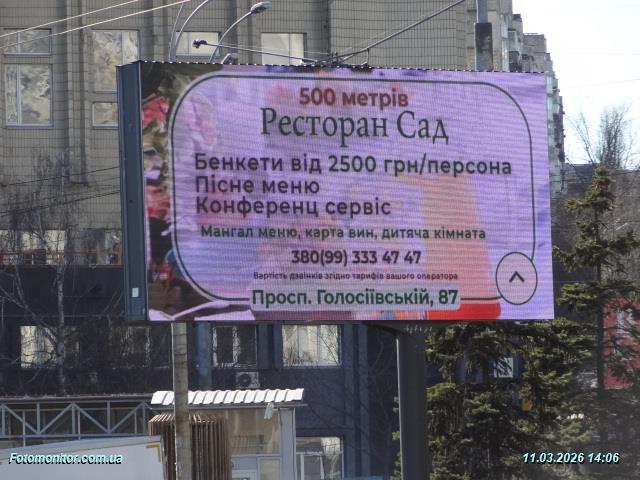 500 метрів
Ресторан Сад
Бенкети від 2500 грн/персона
Пісне меню
Конференц сервіс
Мангал меню, карта вин, дитяча кімната
380(99) 333 47 47
Вартість дзвінків згідно тарифів вашого оператора
Просп. Голосіївській, 87
Fotomonitor.com.ua
11.03.2026 14:06